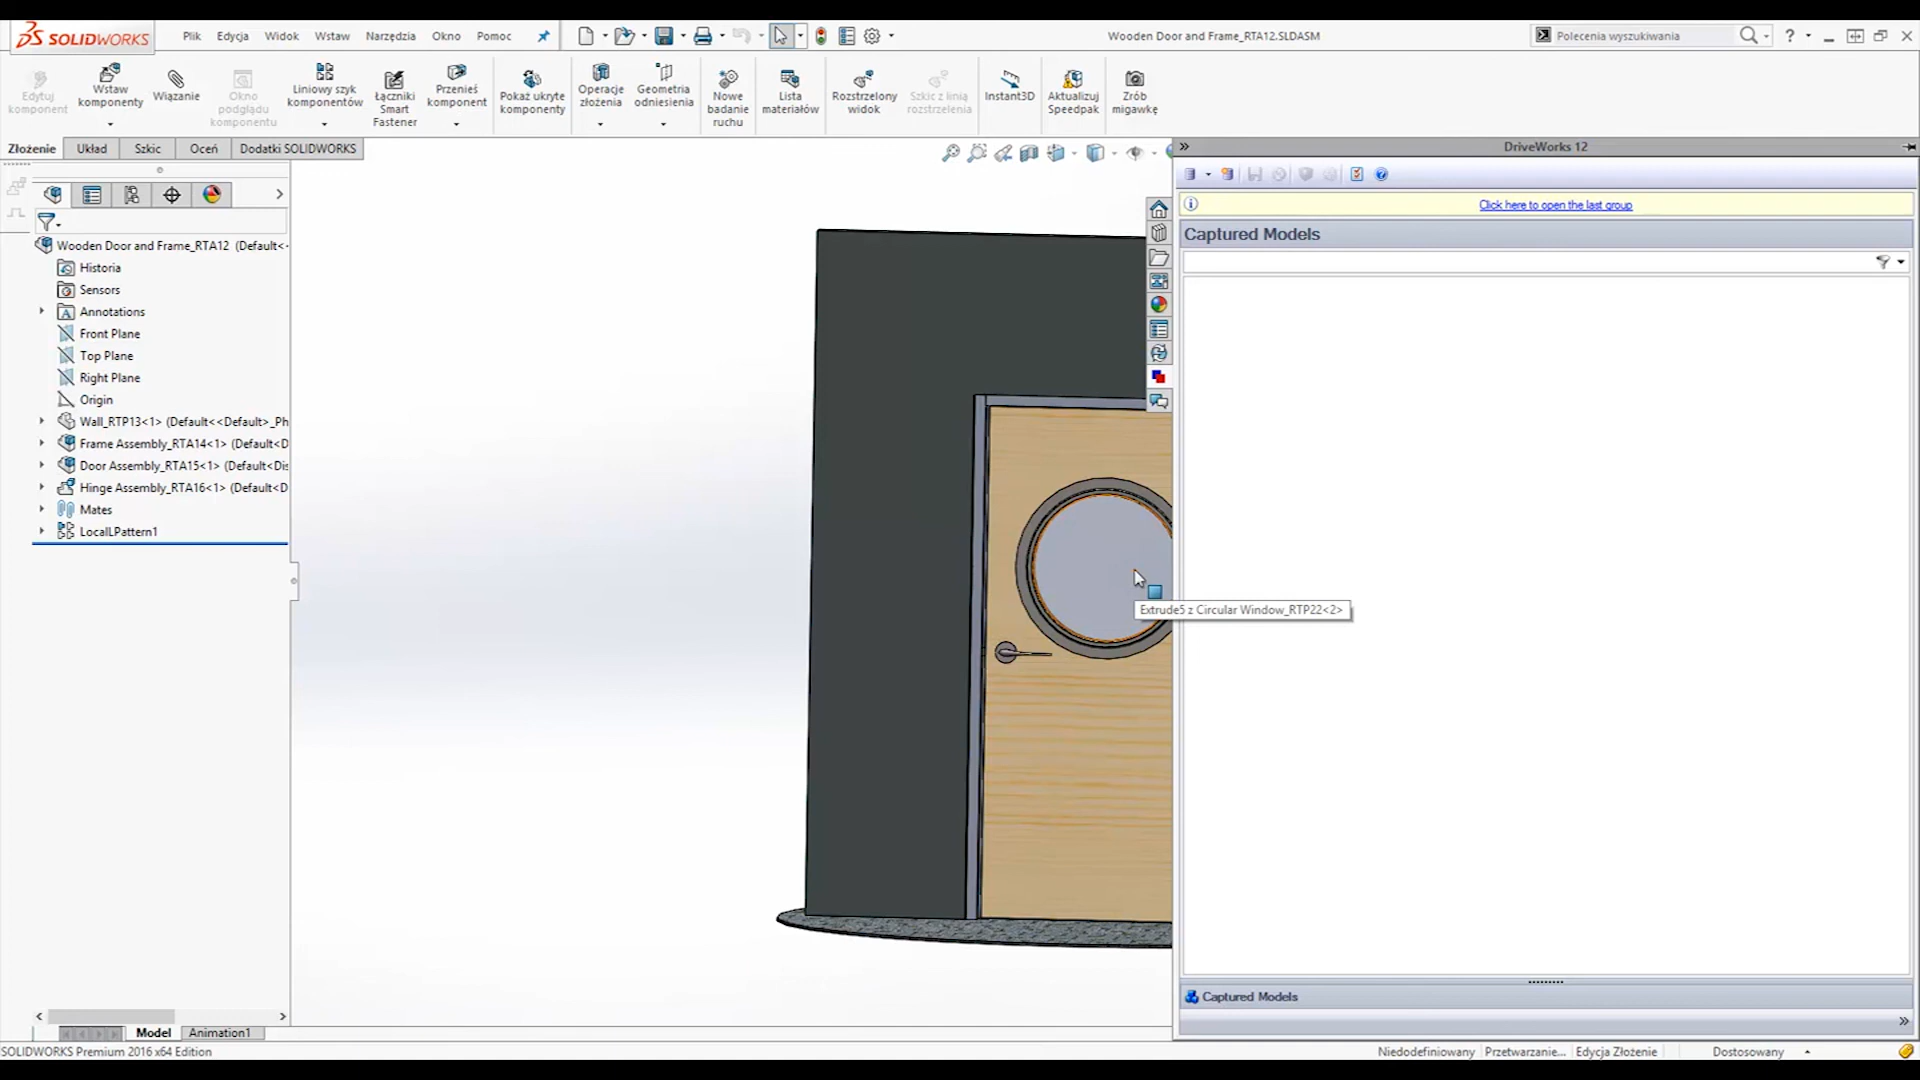 SOLIDWORKS
Plik Edycja Widok Wstaw Narzędzia Okno Pomoc
Wooden Door and Frame_RTA12.SLDASM
Polecenia wyszukiwania
Edytuj komponent
Wstaw komponenty
Wiązanie
Okno podglądu komponentu
Liniowy szyk komponentów
Łączniki Smart Fastener
Przenieś komponent
Pokaż ukryte komponenty
Operacje złożenia
Geometria odniesienia
Nowe badanie ruchu
Lista materiałów
Rozstrzelony widok
Szkic z linią rozstrzelenia
Instant3D
Aktualizuj Speedpak
Zrób migawkę
Złożenie Układ Szkic Oceń Dodatki SOLIDWORKS
DriveWorks 12
Click here to open the last group
Captured Models
Wooden Door and Frame_RTA12 (Default<
Historia
Sensors
Annotations
Front Plane
Top Plane
Right Plane
Origin
Wall_RTP13<1> (Default<<Default>_Ph
Frame Assembly_RTA14<1> (Default<D
Door Assembly_RTA15<1> (Default<Dis
Hinge Assembly_RTA16<1> (Default<D
Mates
LocalLPattern1
Extrude5 z Circular Window_RTP22<2>
Captured Models
Model Animation1
SOLIDWORKS Premium 2016 x64 Edition
Niedodefiniowany Przetwarzanie... Edycja Złożenie Dostosowany